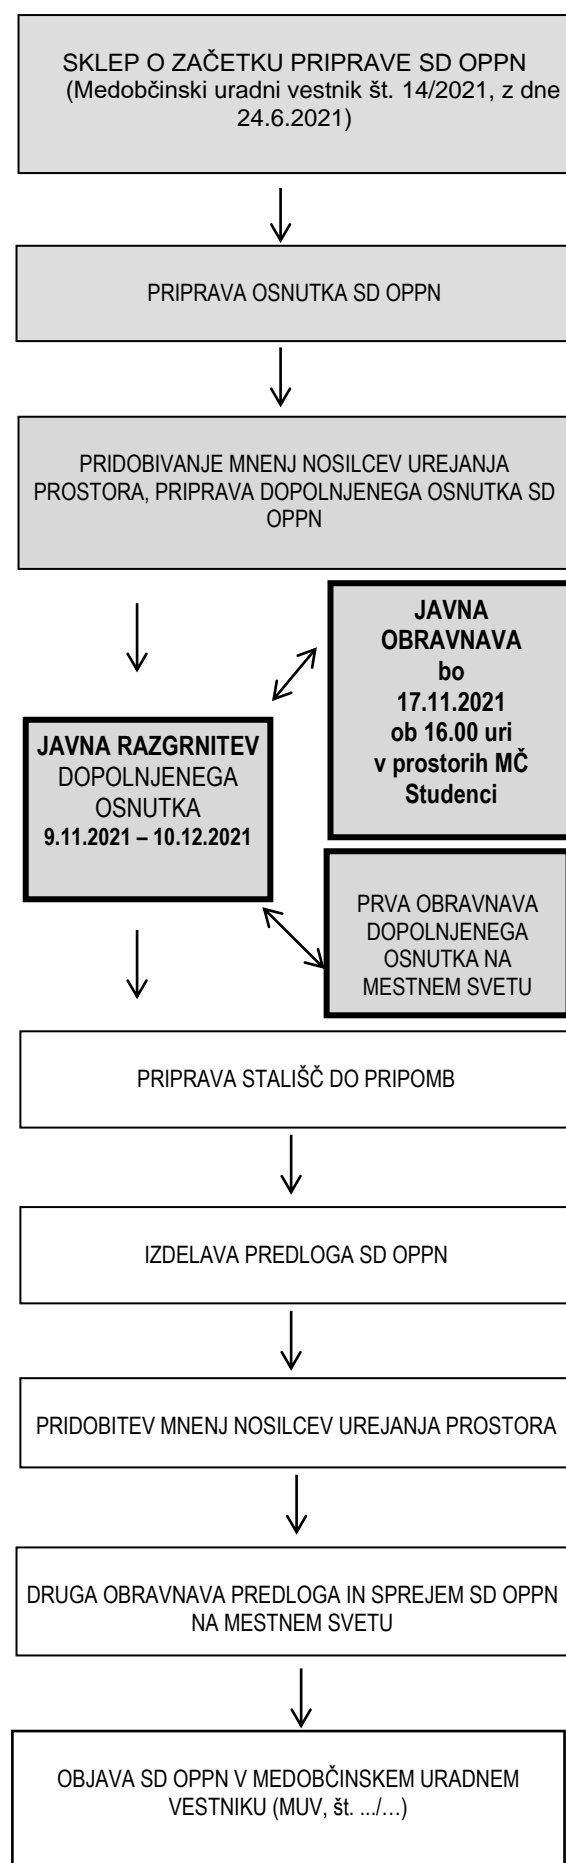 SKLEP O ZAČETKU PRIPRAVE SD OPPN
(Medobčinski uradni vestnik št. 14/2021, z dne
24.6.2021)
PRIPRAVA OSNUTKA SD OPPN
PRIDOBIVANJE MNENJ NOSILCEV UREJANJA
PROSTORA, PRIPRAVA DOPOLNJENEGA OSNUTKA SD
OPPN
JAVNA
OBRAVNAVA
bo
17.11.2021
ob 16.00 uri
v prostorih MČ
Studenci
JAVNA RAZGRNITEV
DOPOLNJENEGA
OSNUTKA
9.11.2021 – 10.12.2021
PRVA OBRAVNAVA
DOPOLNJENEGA
OSNUTKA NA
MESTNEM SVETU
PRIPRAVA STALIŠČ DO PRIPOMB
IZDELAVA PREDLOGA SD OPPN
PRIDOBITEV MNENJ NOSILCEV UREJANJA PROSTORA
DRUGA OBRAVNAVA PREDLOGA IN SPREJEM SD OPPN
NA MESTNEM SVETU
OBJAVA SD OPPN V MEDOBČINSKEM URADNEM
VESTNIKU (MUV, št. .../…)